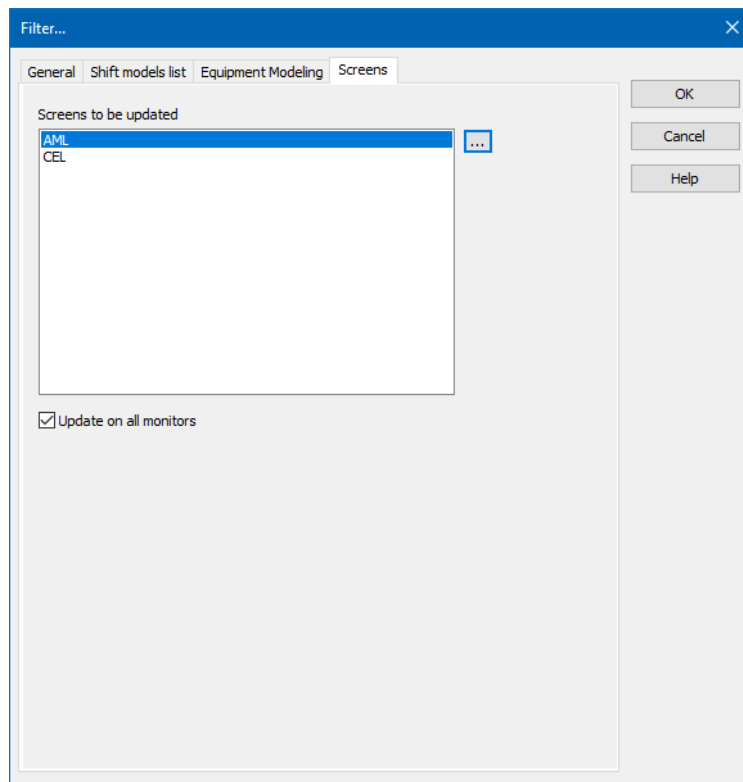 Filter...
General Shift models list Equipment Modeling Screens
OK
Screens to be updated
AML
...
Cancel
CEL
Help
Update on all monitors